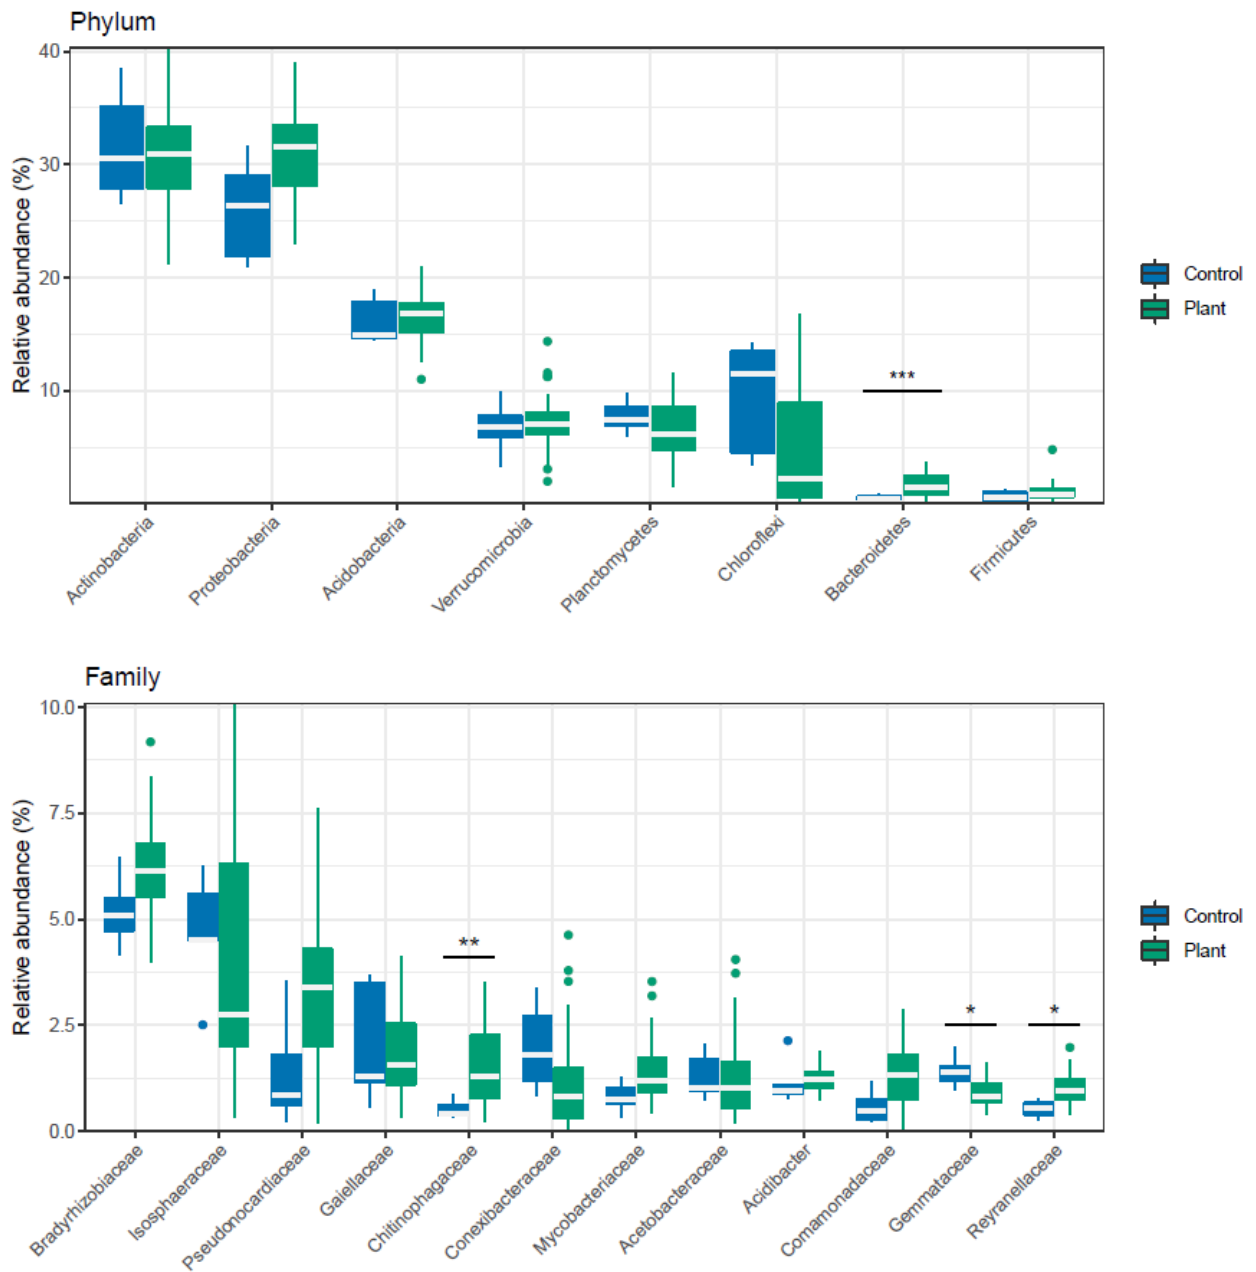 Phylum
40
30
20
10
Relative abundance (%)
***
Actinobacteria
Proteobacteria
Acidobacteria
Verrucomicrobia
Planctomycetes
Chloroflexi
Bacteroidetes
Firmicutes
Control
Plant
Family
10.0
7.5
5.0
2.5
0.0
Relative abundance (%)
**
*
*
Bradyrhizobiaceae
Isosphaeraceae
Pseudonocardiaceae
Gaiellaceae
Chitinophagaceae
Conexibacteraceae
Mycobacteriaceae
Acetobacteraceae
Acidibacter
Comamonadaceae
Gemmataceae
Reyranellaceae
Control
Plant